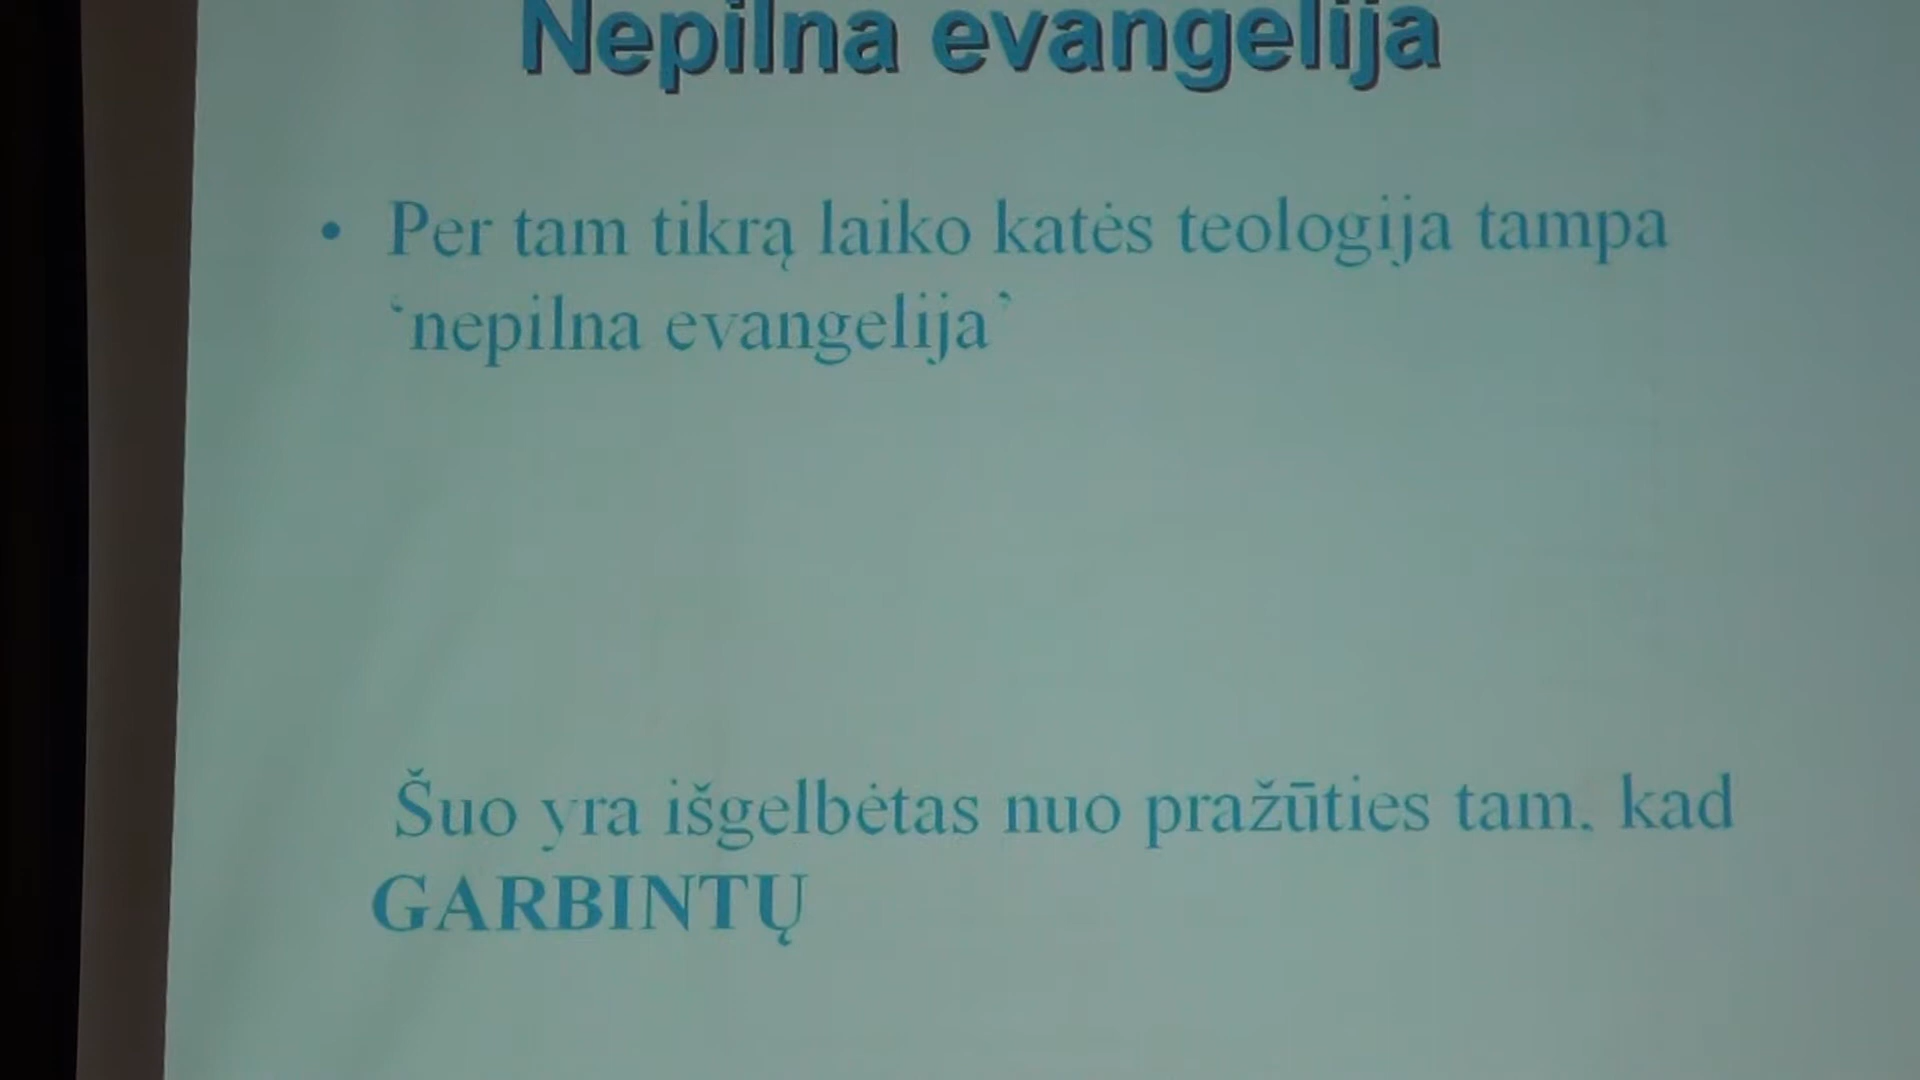 Nepilna evangelija
• Per tam tikrą laiko katės teologija tampa
‘nepilna evangelija’
Šuo yra išgelbėtas nuo pražūties tam, kad
GARBINTŲ